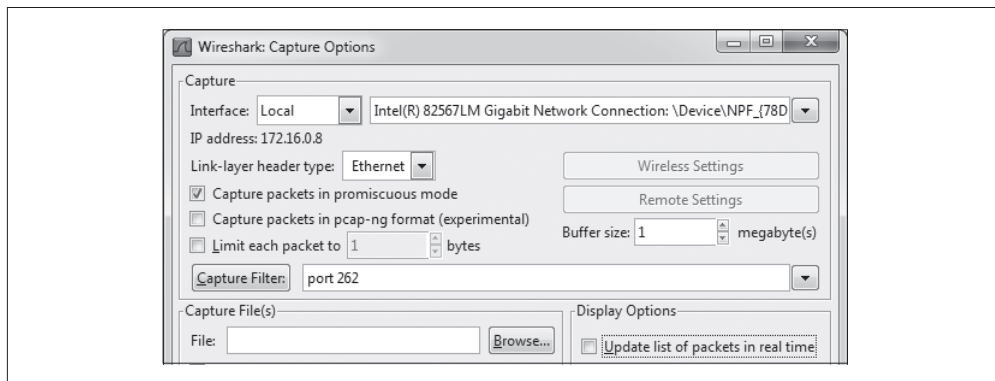 Wireshark: Capture Options
Capture
Interface: Local Intel(R) 82567LM Gigabit Network Connection: \Device\NPF_{78D
IP address: 172.16.0.8
Link-layer header type: Ethernet Wireless Settings
Capture packets in promiscuous mode Remote Settings
Capture packets in pcap-ng format (experimental)
Buffer size: 1 megabyte(s)
Limit each packet to 1 bytes
Capture Filter: port 262
Capture File(s) Display Options
File: Browse... Update list of packets in real time